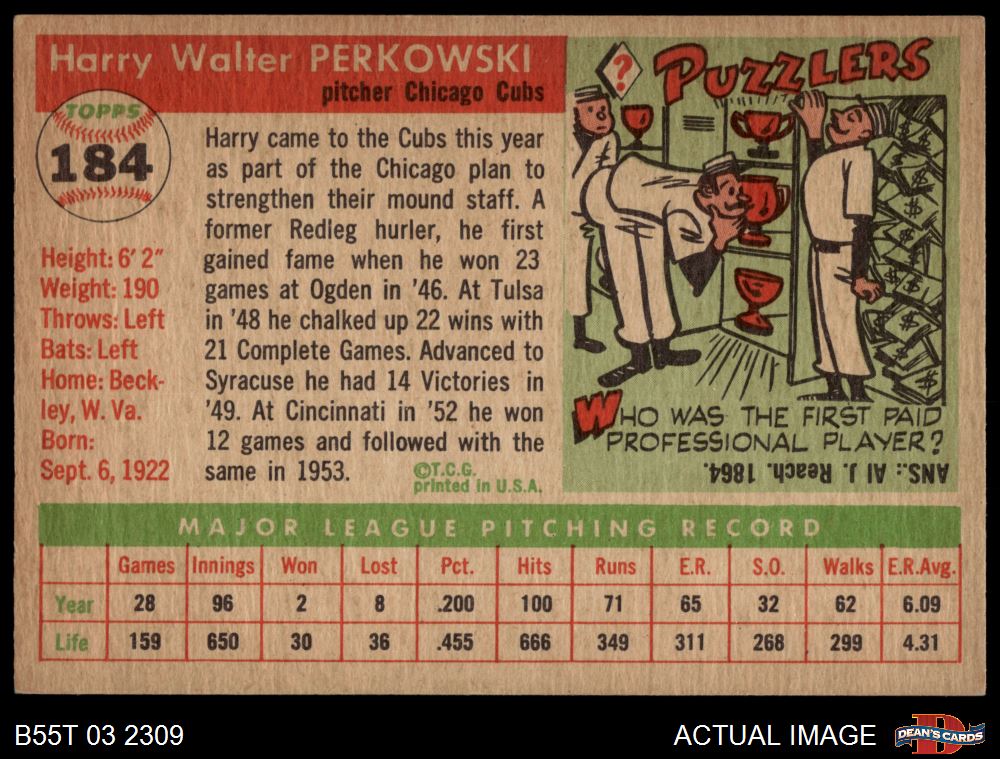 Harry Walter PERKOWSKI
pitcher Chicago Cubs
TOPPS
184
Height: 6' 2"
Weight: 190
Throws: Left
Bats: Left
Home: Beck-
ley, W. Va.
Born:
Sept. 6, 1922
Harry came to the Cubs this year
as part of the Chicago plan to
strengthen their mound staff. A
former Redleg hurler, he first
gained fame when he won 23
games at Ogden in '46. At Tulsa
in '48 he chalked up 22 wins with
21 Complete Games. Advanced to
Syracuse he had 14 Victories in
'49. At Cincinnati in '52 he won
12 games and followed with the
same in 1953.
©T.C.G.
printed in U.S.A.
?
PUZZLERS
WHO WAS THE FIRST PAID
PROFESSIONAL PLAYER?
ANS.: Al J. Reach. 1864.
MAJOR LEAGUE PITCHING RECORD
Games Innings Won Lost Pct. Hits Runs E.R. S.O. Walks E.R.Avg.
Year 28 96 2 8 .200 100 71 65 32 62 6.09
Life 159 650 30 36 .455 666 349 311 268 299 4.31
B55T 03 2309
ACTUAL IMAGE
DEAN'S CARDS